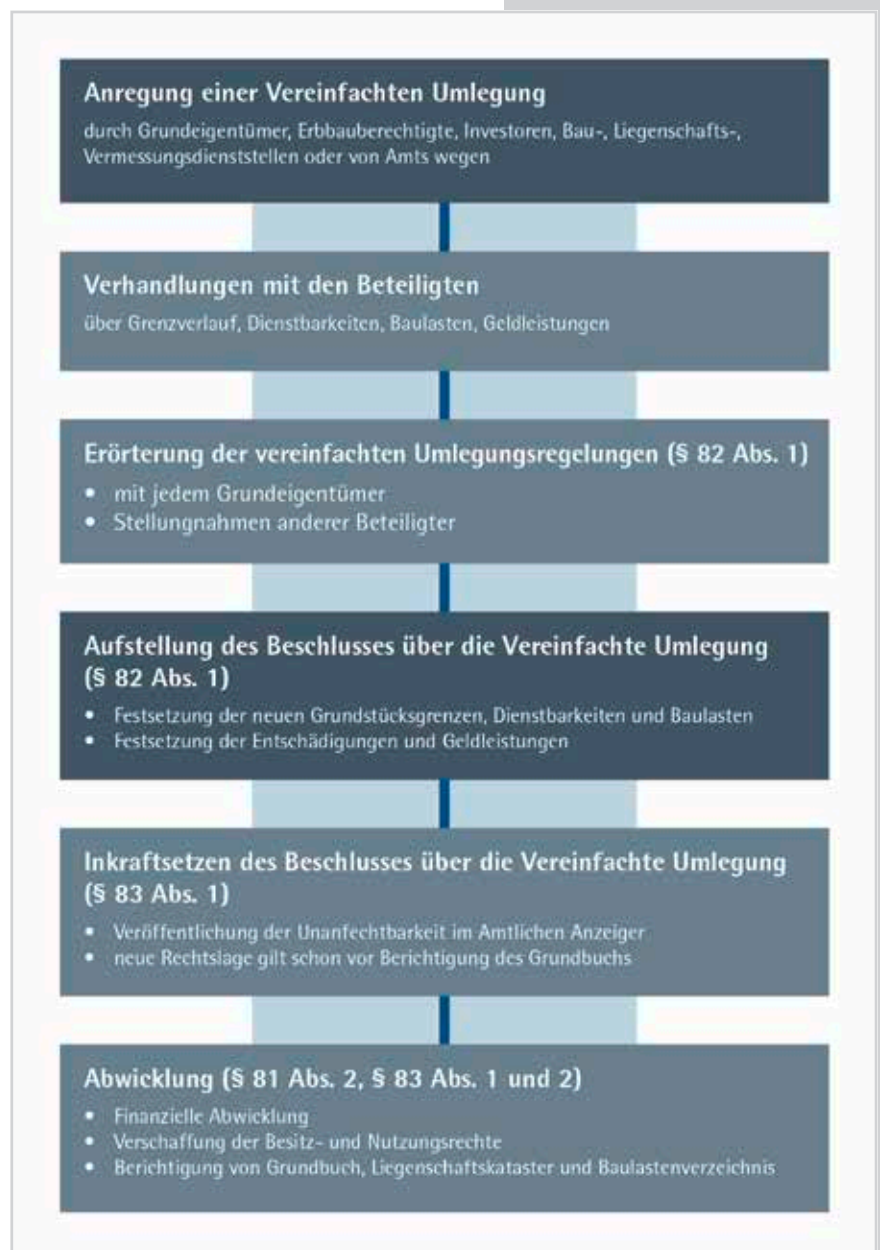 Anregung einer Vereinfachten Umlegung
durch Grundeigentümer, Erbbauberechtigte, Investoren, Bau-, Liegenschafts-,
Vermessungsdienststellen oder von Amts wegen
Verhandlungen mit den Beteiligten
über Grenzverlauf, Dienstbarkeiten, Baulasten, Geldleistungen
Erörterung der vereinfachten Umlegungsregelungen (§ 82 Abs. 1)
• mit jedem Grundeigentümer
• Stellungnahmen anderer Beteiligter
Aufstellung des Beschlusses über die Vereinfachte Umlegung
(§ 82 Abs. 1)
• Festsetzung der neuen Grundstücksgrenzen, Dienstbarkeiten und Baulasten
• Festsetzung der Entschädigungen und Geldleistungen
Inkraftsetzen des Beschlusses über die Vereinfachte Umlegung
(§ 83 Abs. 1)
• Veröffentlichung der Unanfechtbarkeit im Amtlichen Anzeiger
• neue Rechtslage gilt schon vor Berichtigung des Grundbuchs
Abwicklung (§ 81 Abs. 2, § 83 Abs. 1 und 2)
• Finanzielle Abwicklung
• Verschaffung der Besitz- und Nutzungsrechte
• Berichtigung von Grundbuch, Liegenschaftskataster und Baulastenverzeichnis